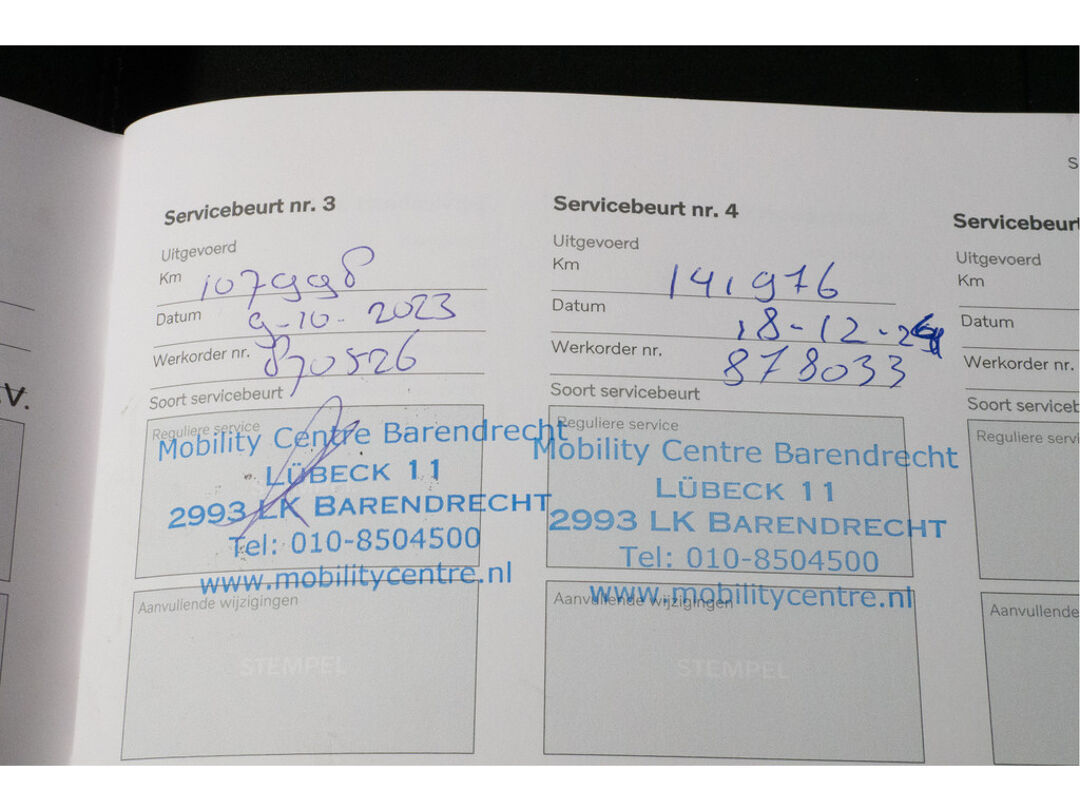 Servicebeurt nr. 3
Uitgevoerd
Km 107998
Datum 9-10-2023
Werkorder nr. 870526
Soort servicebeurt
Reguliere service
Mobility Centre Barendrecht
LÜBECK 11
2993 LK BARENDRECHT
Tel: 010-8504500
www.mobilitycentre.nl
Aanvullende wijzigingen
STEMPEL
Servicebeurt nr. 4
Uitgevoerd
Km 141976
Datum 18-12-
Werkorder nr. 878033
Soort servicebeurt
Reguliere service
Mobility Centre Barendrecht
LÜBECK 11
2993 LK BARENDRECHT
Tel: 010-8504500
www.mobilitycentre.nl
Aanvullende wijzigingen
STEMPEL
Servicebeurt
Uitgevoerd
Km
Datum
Werkorder nr.
Soort serviceb
Reguliere servi
Aanvullende
V.
S